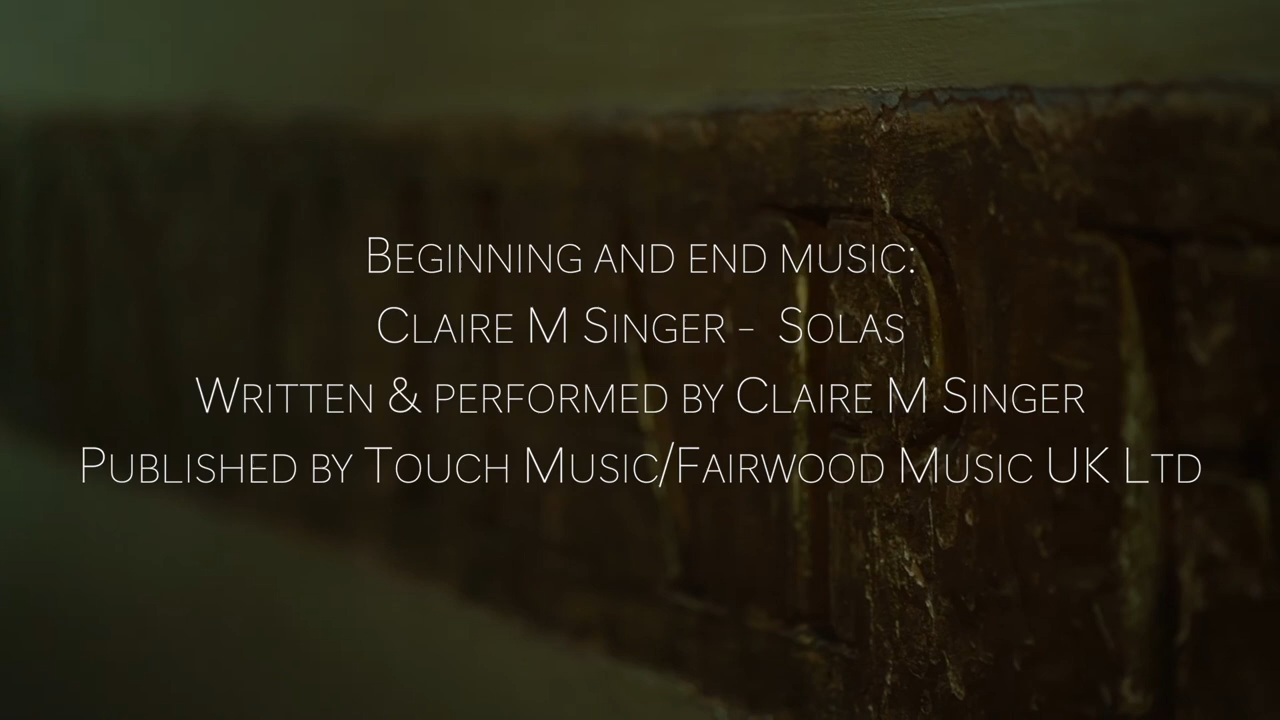 Beginning and end music:
Claire M Singer - Solas
Written & performed by Claire M Singer
Published by Touch Music/Fairwood Music UK Ltd